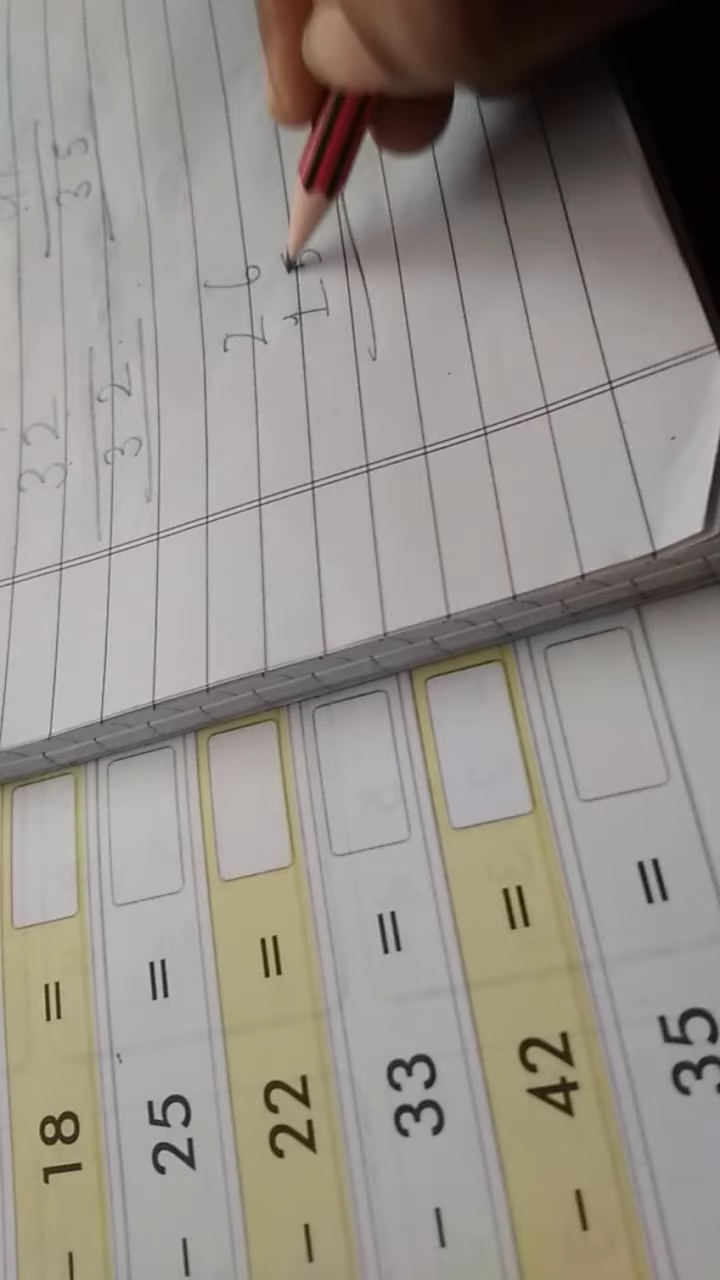 35
32
32
26
15
- 18 =
- 25 =
- 22 =
- 33 =
- 42 =
35 =